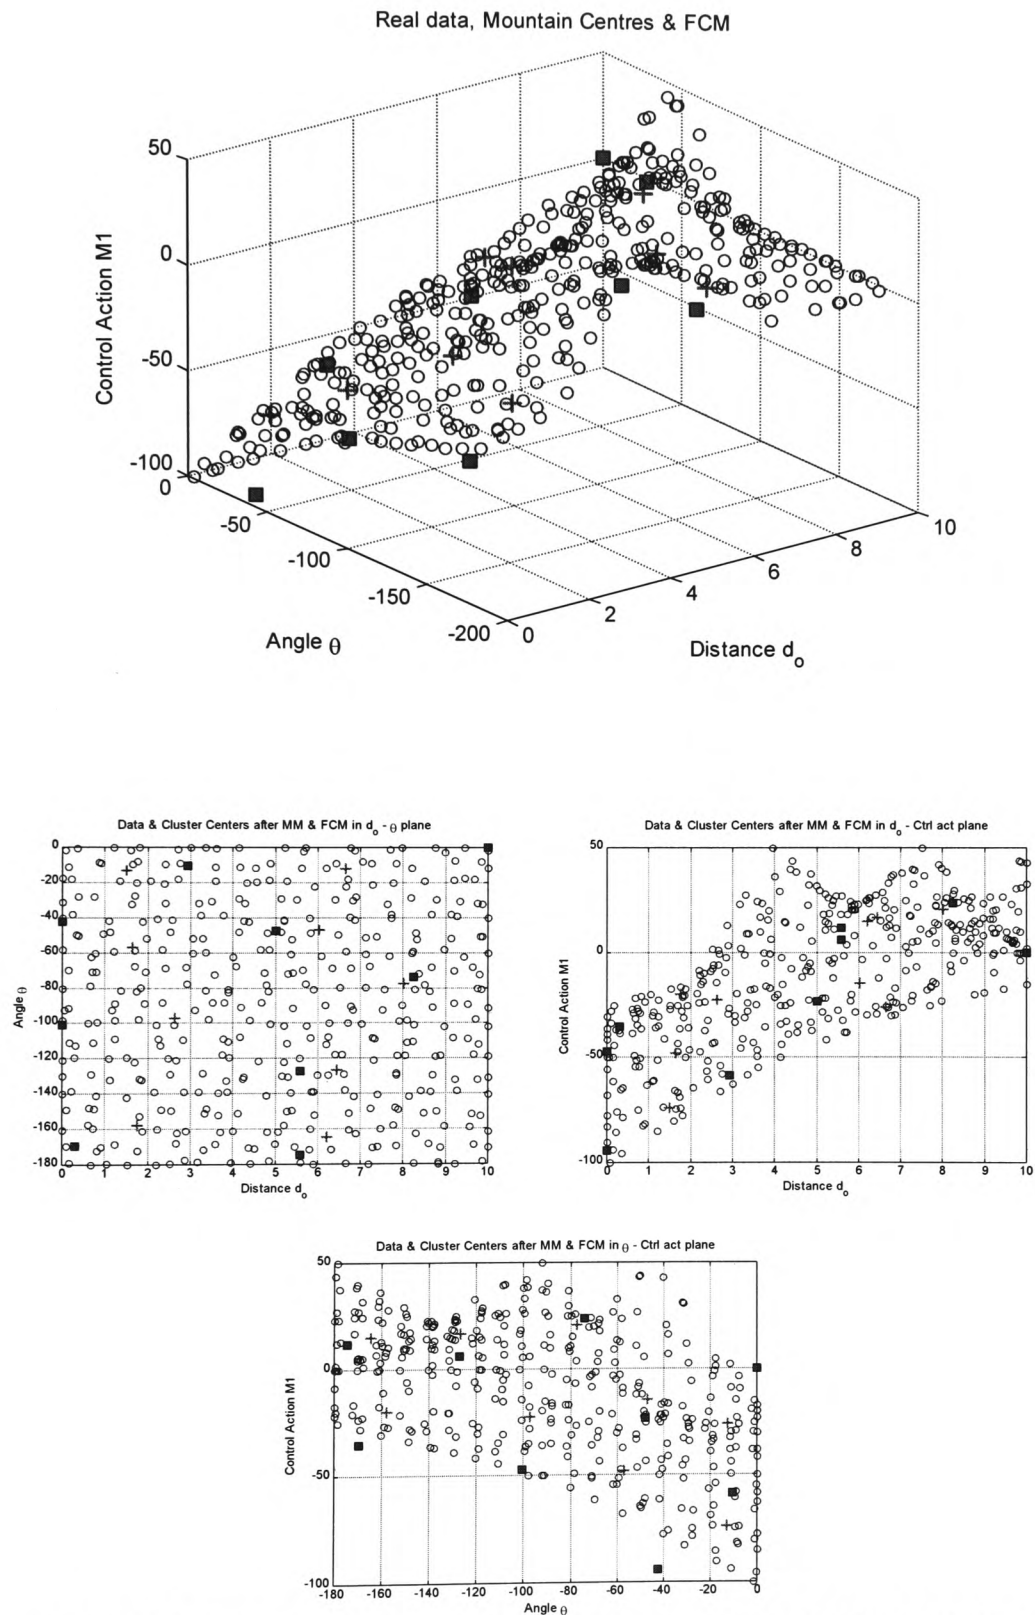 Real data, Mountain Centres & FCM
50
0
-50
-100
Control Action M1
0
-50
-100
-150
-200
Angle θ
0
2
4
6
8
10
Distance do
Data & Cluster Centers after MM & FCM in do - θ plane
0
-20
-40
-60
-80
-100
-120
-140
-160
-180
Angle θ
0 1 2 3 4 5 6 7 8 9 10
Distance do
Data & Cluster Centers after MM & FCM in do - Ctrl act plane
50
0
-50
-100
Control Action M1
0 1 2 3 4 5 6 7 8 9 10
Distance do
Data & Cluster Centers after MM & FCM in θ - Ctrl act plane
50
0
-50
-100
Control Action M1
-180 -160 -140 -120 -100 -80 -60 -40 -20 0
Angle θ